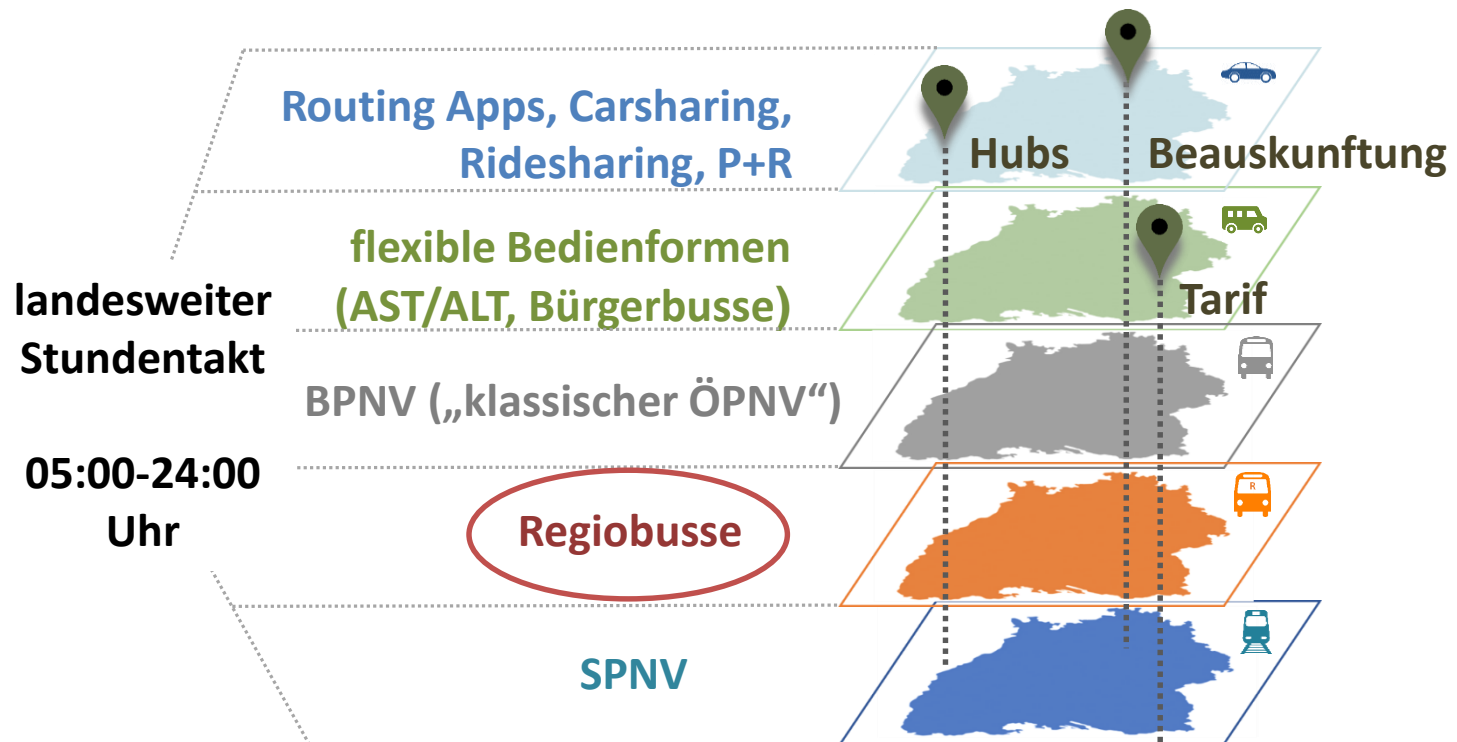 Routing Apps, Carsharing,
Ridesharing, P+R
Hubs
Beauskunftung
flexible Bedienformen
(AST/ALT, Bürgerbusse)
Tarif
landesweiter
Stundentakt
05:00-24:00
Uhr
BPNV („klassischer ÖPNV“)
Regiobusse
R
SPNV